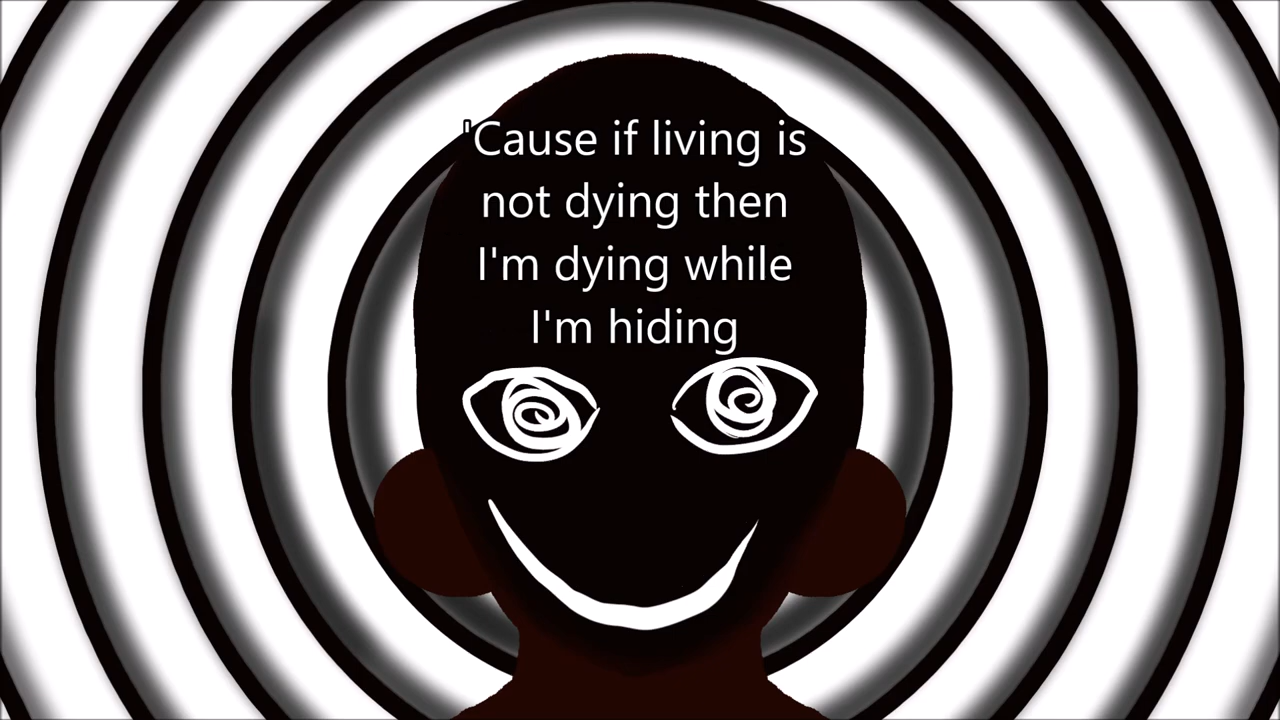 'Cause if living is
not dying then
I'm dying while
I'm hiding